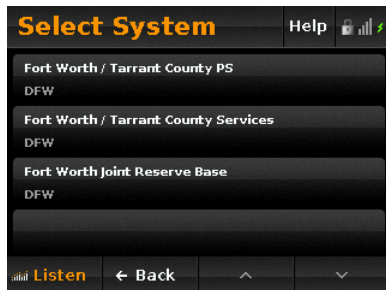 Select System
Help
Fort Worth / Tarrant County PS
DFW
Fort Worth / Tarrant County Services
DFW
Fort Worth Joint Reserve Base
DFW
Listen
← Back